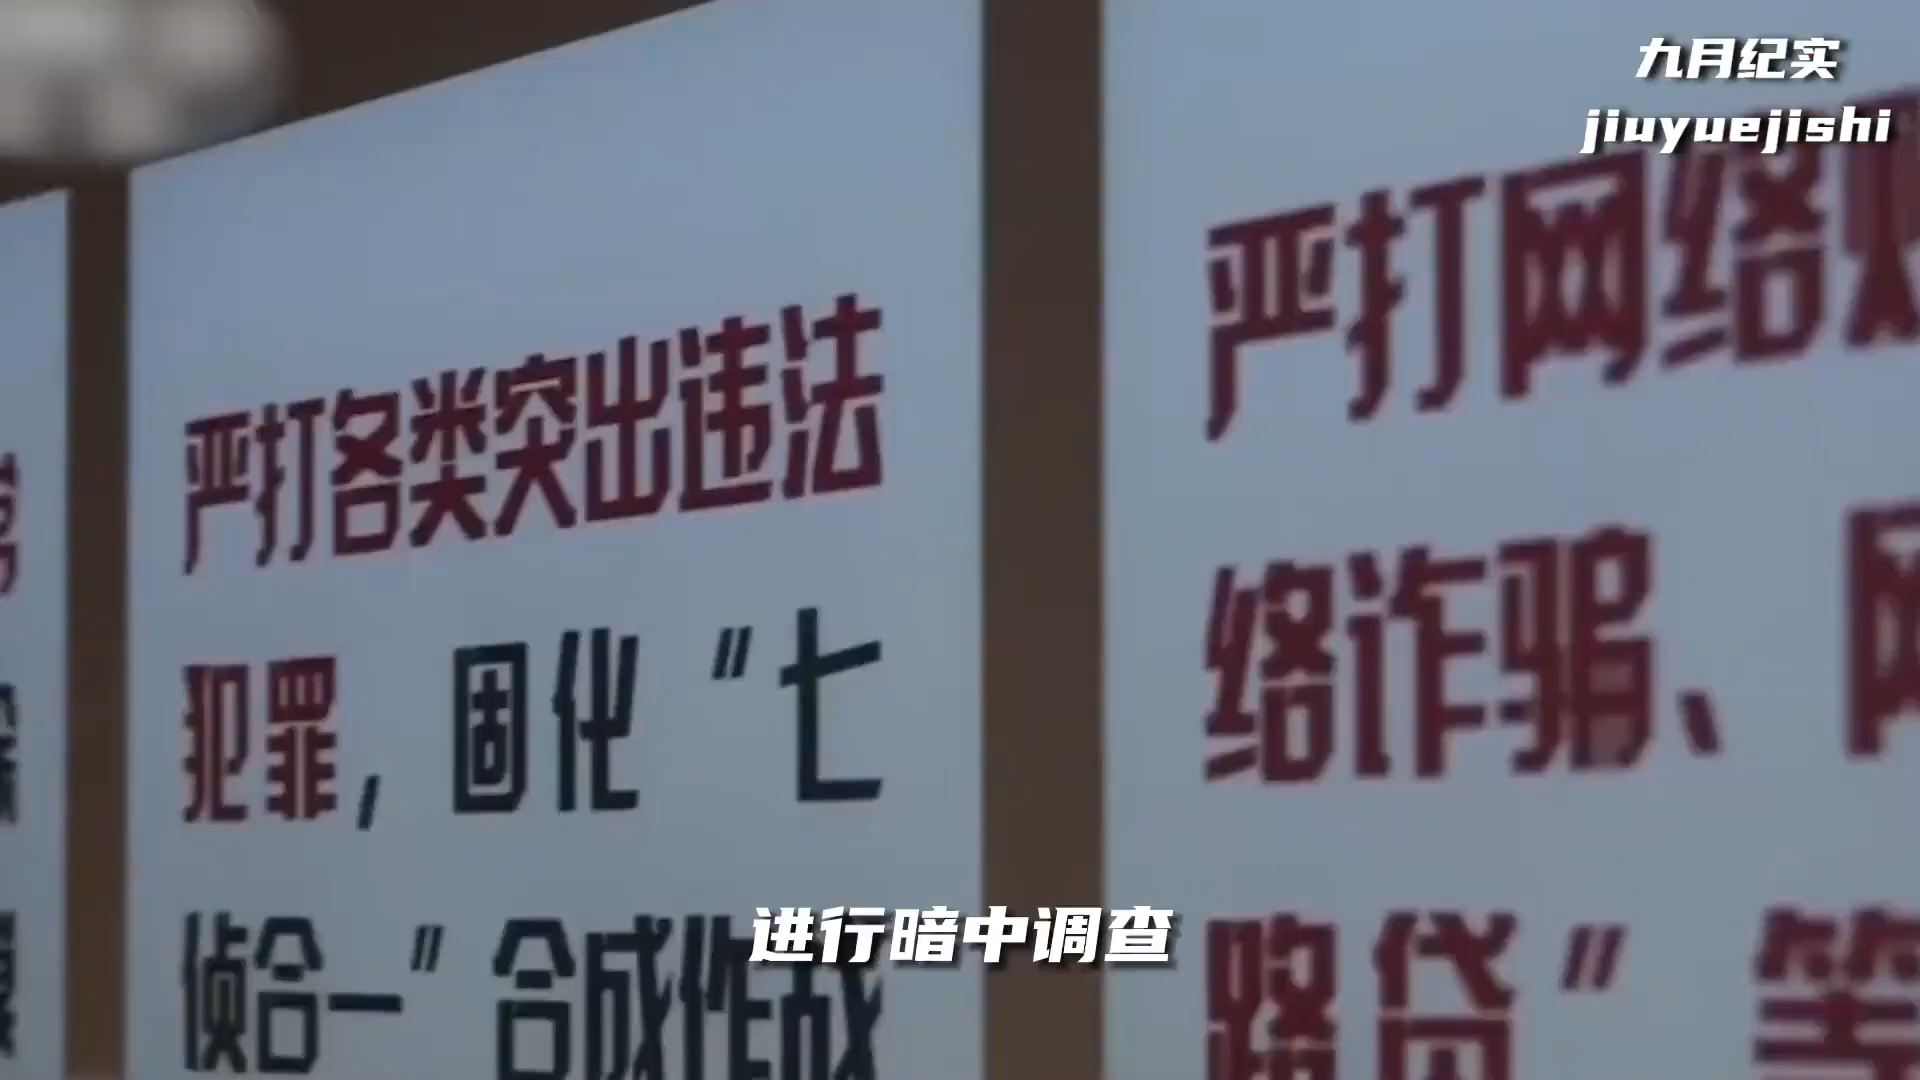 九月纪实
jiuyuejishi
严打各类突出违法
犯罪，固化“七
侦合一”合成作战
严打网络
络诈骗、网
路贷”等
进行暗中调查